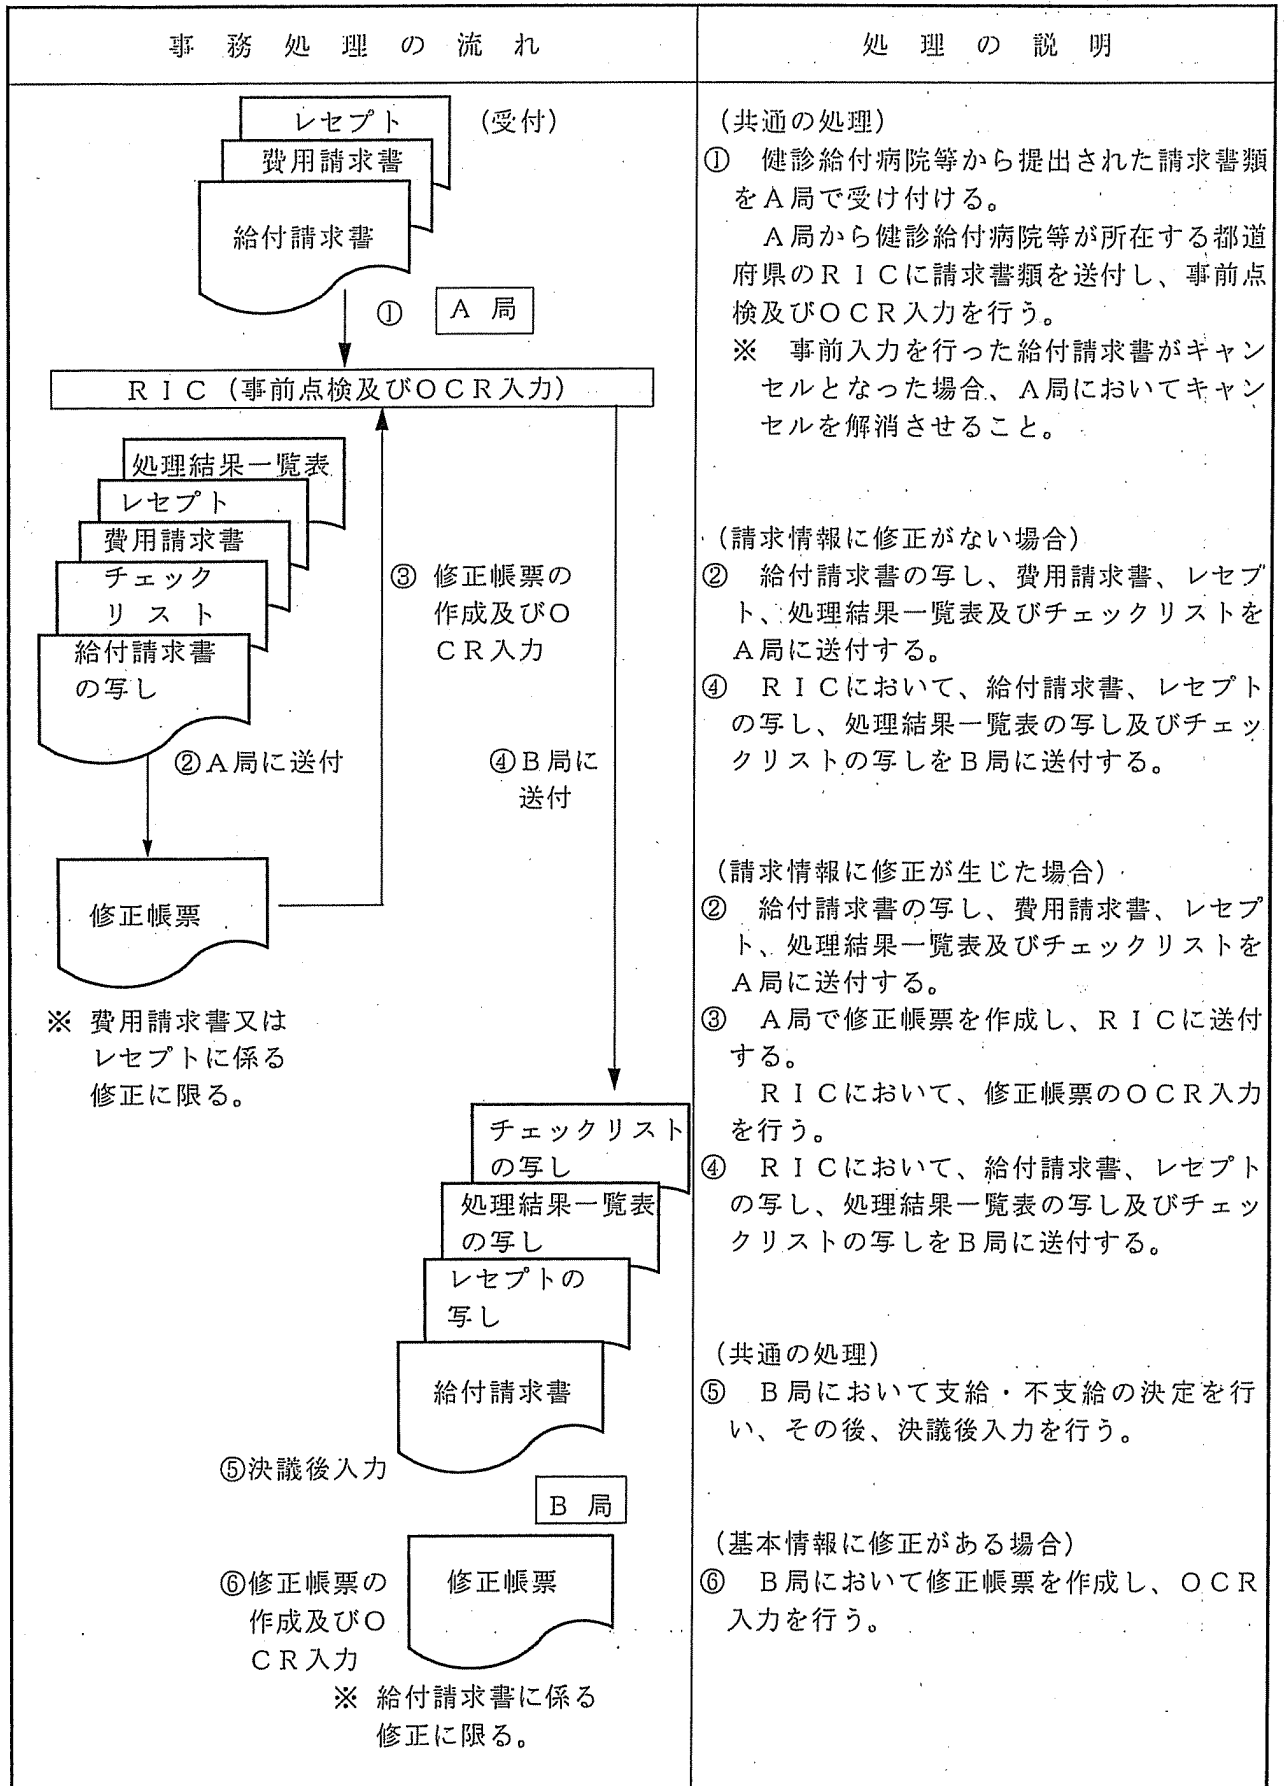 事務処理の流れ
処理の説明
レセプト
(受付)
費用請求書
給付請求書
① A局
RIC(事前点検及びOCR入力)
処理結果一覧表
レセプト
費用請求書
チェック
リスト
給付請求書
の写し
③ 修正帳票の
作成及びO
CR入力
②A局に送付
④B局に
送付
修正帳票
※ 費用請求書又は
レセプトに係る
修正に限る。
チェックリスト
の写し
処理結果一覧表
の写し
レセプトの
写し
給付請求書
⑤決議後入力
B局
⑥修正帳票の
作成及びO
CR入力
修正帳票
※ 給付請求書に係る
修正に限る。
(共通の処理)
① 健診給付病院等から提出された請求書類
をA局で受け付ける。
A局から健診給付病院等が所在する都道
府県のRICに請求書類を送付し、事前点
検及びOCR入力を行う。
※ 事前入力を行った給付請求書がキャン
セルとなった場合、A局においてキャン
セルを解消させること。
(請求情報に修正がない場合)
② 給付請求書の写し、費用請求書、レセプ
ト、処理結果一覧表及びチェックリストを
A局に送付する。
④ RICにおいて、給付請求書、レセプト
の写し、処理結果一覧表の写し及びチェッ
クリストの写しをB局に送付する。
(請求情報に修正が生じた場合)
② 給付請求書の写し、費用請求書、レセプ
ト、処理結果一覧表及びチェックリストを
A局に送付する。
③ A局で修正帳票を作成し、RICに送付
する。
RICにおいて、修正帳票のOCR入力
を行う。
④ RICにおいて、給付請求書、レセプト
の写し、処理結果一覧表の写し及びチェッ
クリストの写しをB局に送付する。
(共通の処理)
⑤ B局において支給・不支給の決定を行
い、その後、決議後入力を行う。
(基本情報に修正がある場合)
⑥ B局において修正帳票を作成し、OCR
入力を行う。